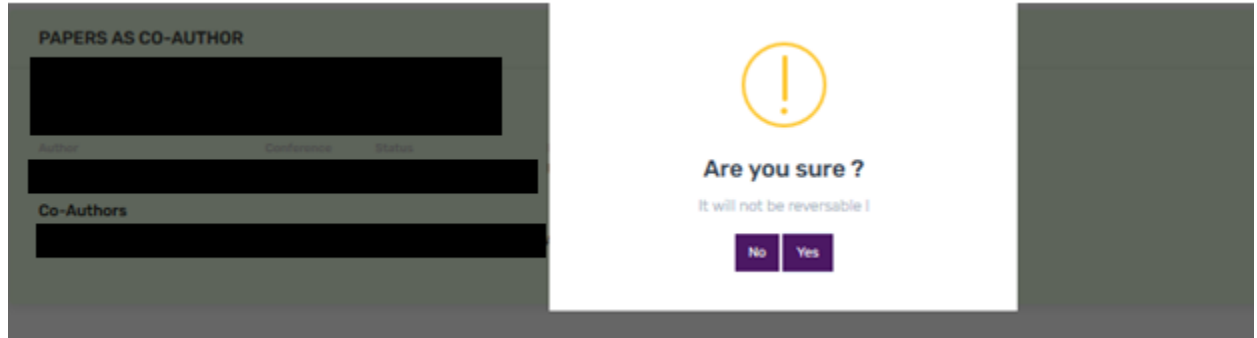 PAPERS AS CO-AUTHOR
Author Conference Status
Co-Authors
Are you sure ?
It will not be reversable !
No Yes